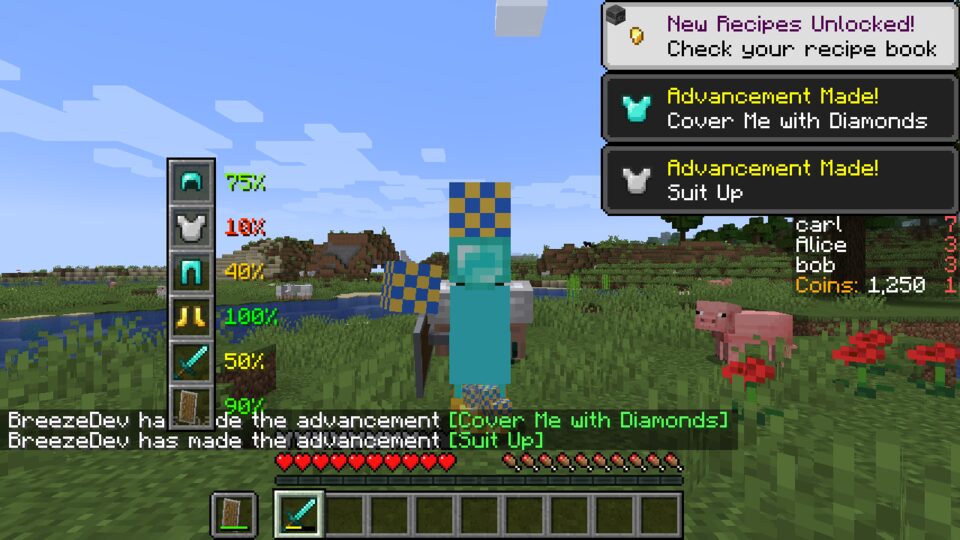 New Recipes Unlocked!
Check your recipe book
Advancement Made!
Cover Me with Diamonds
Advancement Made!
Suit Up
75%
10%
40%
100%
50%
90%
carl 7
Alice 3
bob 3
Coins: 1,250 1
BreezeDev has made the advancement [Cover Me with Diamonds]
BreezeDev has made the advancement [Suit Up]